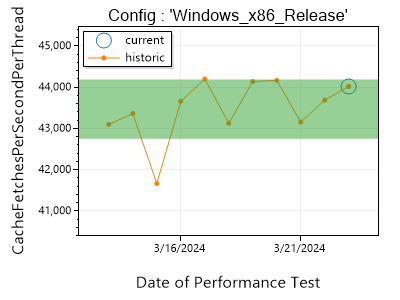 Config : 'Windows_x86_Release'
current
historic
CacheFetchesPerSecondPerThread
45,000
44,000
43,000
42,000
41,000
3/16/2024
3/21/2024
Date of Performance Test